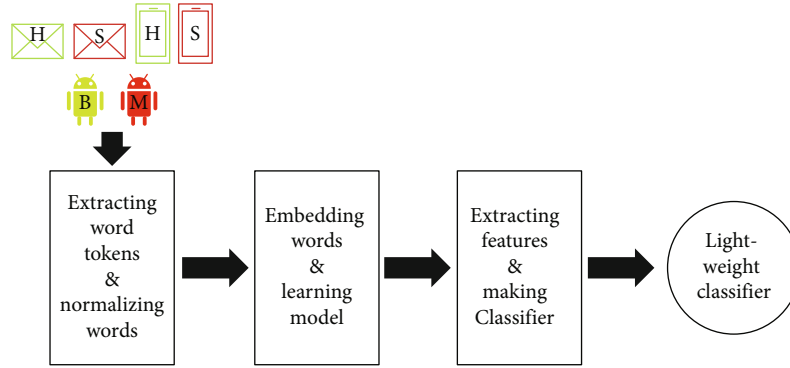 H S H S
B M
Extracting
word
tokens
&
normalizing
words
Embedding
words
&
learning
model
Extracting
features
&
making
Classifier
Light-
weight
classifier